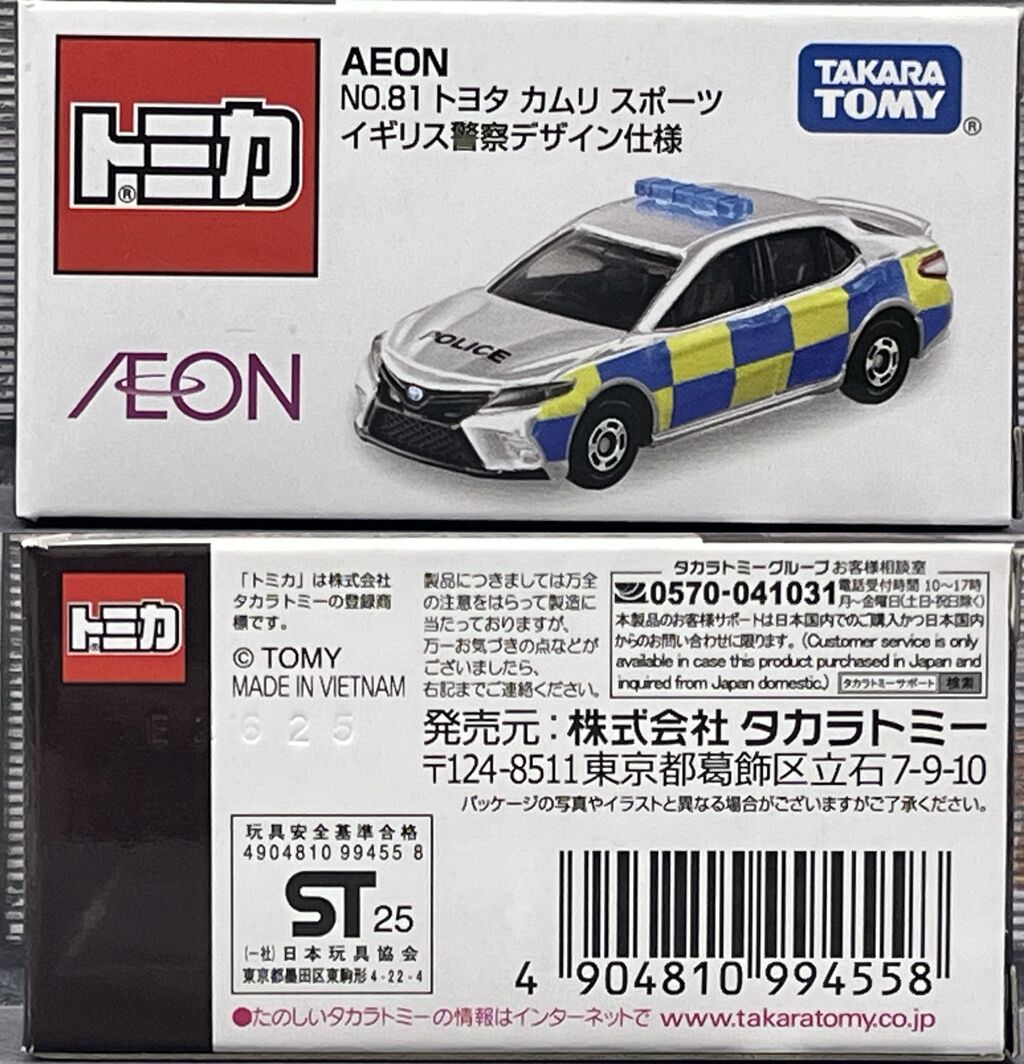 トミカ®
AEON
NO.81 トヨタ カムリ スポーツ
イギリス警察デザイン仕様
TAKARA
TOMY®
AEON
POLICE
トミカ®
「トミカ」は株式会社
タカラトミーの登録商
標です。
© TOMY
MADE IN VIETNAM
製品につきましては万全
の注意をはらって製造に
当たっておりますが、
万一お気づきの点などが
ございましたら、
右記までご連絡ください。
タカラトミーグループ お客様相談室
0570-041031 電話受付時間 10〜17時
月〜金曜日(土日・祝日除く)
本製品のお客様サポートは日本国内でのご購入かつ日本国内
からのお問い合わせに限ります。(Customer service is only
available in case this product purchased in Japan and
inquired from Japan domestic.) タカラトミーサポート 検索
625
発売元：株式会社 タカラトミー
〒124-8511 東京都葛飾区立石 7-9-10
パッケージの写真やイラストと異なる場合がございますがご了承ください。
玩具安全基準合格
4904810 99455 8
ST 25
(一社) 日本玩具協会
東京都墨田区東駒形 4-22-4
4 904810 994558
●たのしいタカラトミーの情報はインターネットで www.takaratomy.co.jp